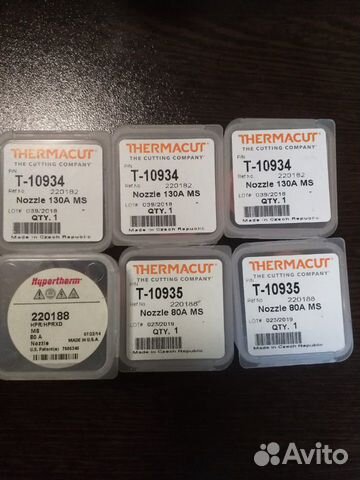 THERMACUT
THE CUTTING COMPANY
P/N
T-10934
Ref No. 220182
Nozzle 130A MS
LOT# 039/2018
QTY. 1
Made in Czech Republic
THERMACUT
THE CUTTING COMPANY
P/N
T-10934
Ref No. 220182
Nozzle 130A MS
LOT# 039/2018
QTY. 1
Made in Czech Republic
THERMACUT
THE CUTTING COMPANY
P/N
T-10934
Ref No. 220182
Nozzle 130A MS
LOT# 039/2018
QTY. 1
Made in Czech Republic
Hypertherm
220188
HPR/HPRXD
MS
80 A
Nozzle
MADE IN U.S.A.
THERMACUT
THE CUTTING COMPANY
P/N
T-10935
Ref No. 220188
Nozzle 80A MS
LOT# 023/2019
QTY. 1
Made in Czech Republic
THERMACUT
THE CUTTING COMPANY
P/N
T-10935
Ref No. 220188
Nozzle 80A MS
LOT# 023/2019
QTY. 1
Made in Czech Republic
Avito